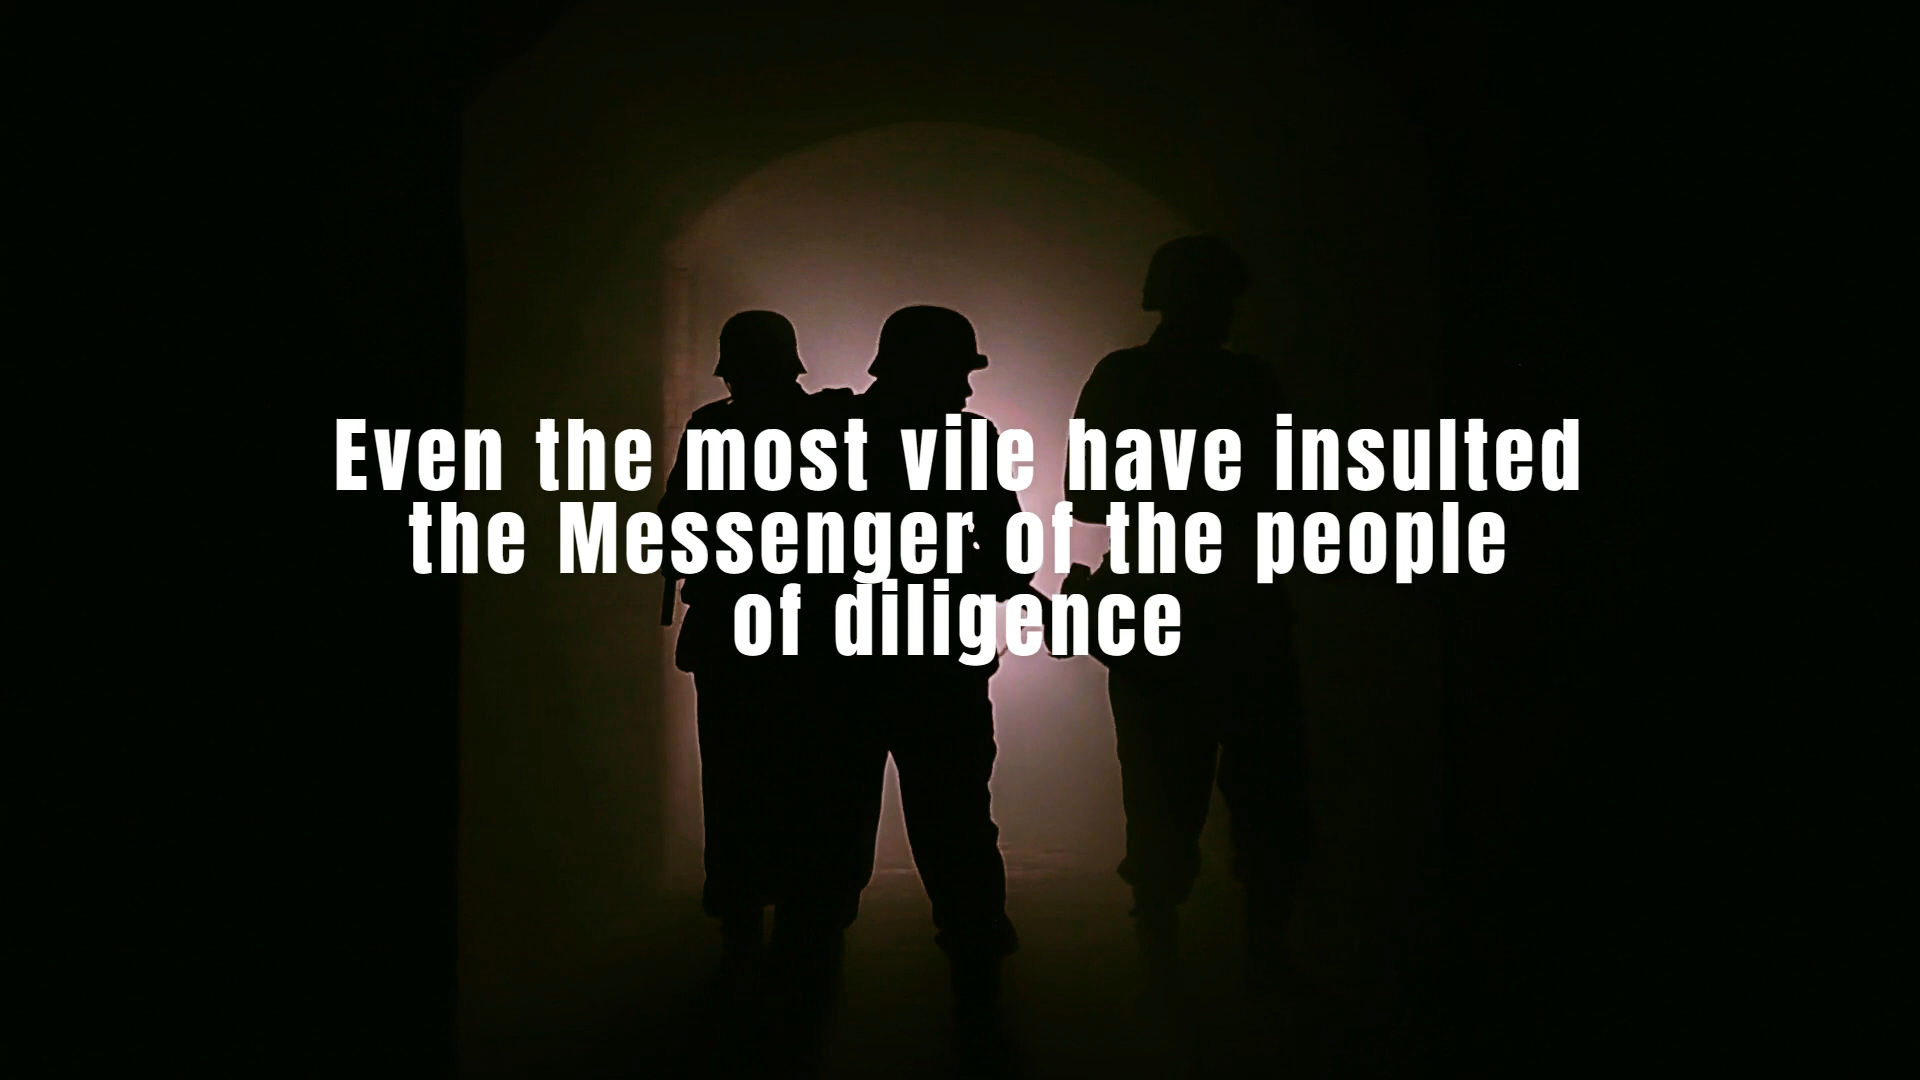 Even the most vile have insulted
the Messenger of the people
of diligence